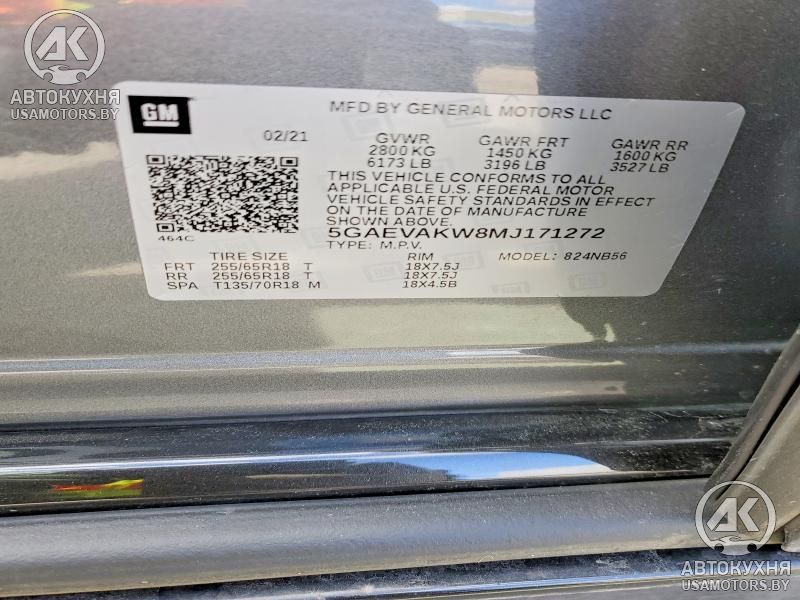 АК
АВТОКУХНЯ
USAMOTORS.BY
GM
MFD BY GENERAL MOTORS LLC
02/21 GVWR GAWR FRT GAWR RR
2800 KG 1450 KG 1600 KG
6173 LB 3196 LB 3527 LB
THIS VEHICLE CONFORMS TO ALL
APPLICABLE U.S. FEDERAL MOTOR
VEHICLE SAFETY STANDARDS IN EFFECT
ON THE DATE OF MANUFACTURE
SHOWN ABOVE.
464C
5GAEVAKW8MJ171272
TYPE: M.P.V. MODEL: 824NB56
TIRE SIZE RIM
FRT 255/65R18 T 18X7.5J
RR 255/65R18 T 18X7.5J
SPA T135/70R18 M 18X4.5B
АК
АВТОКУХНЯ
USAMOTORS.BY